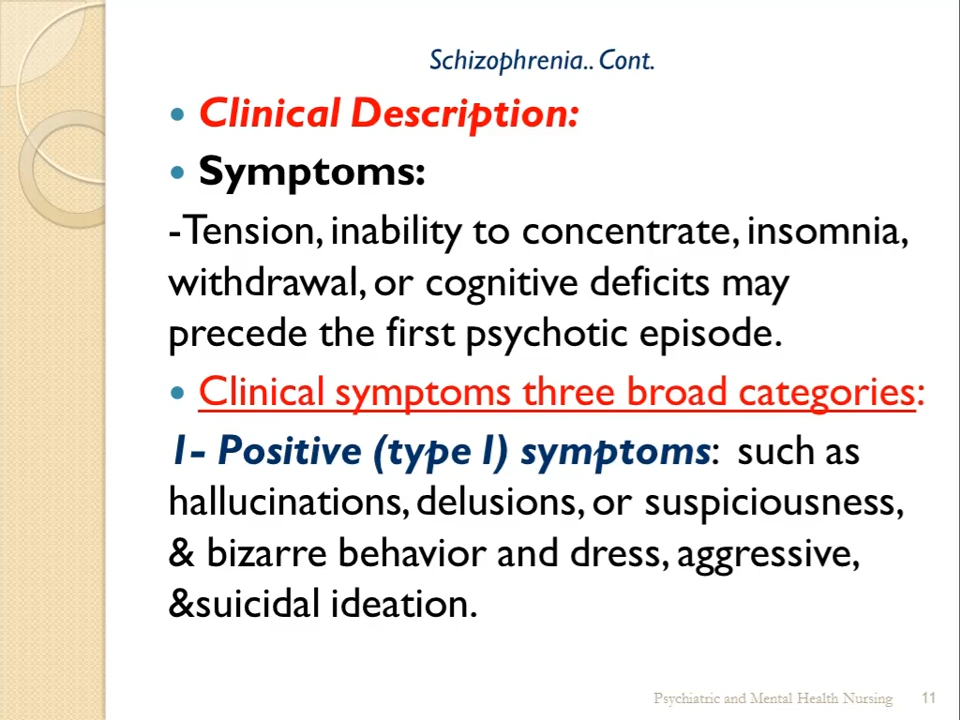 Schizophrenia.. Cont.
• Clinical Description:
• Symptoms:
-Tension, inability to concentrate, insomnia,
withdrawal, or cognitive deficits may
precede the first psychotic episode.
• Clinical symptoms three broad categories:
1- Positive (type I) symptoms: such as
hallucinations, delusions, or suspiciousness,
& bizarre behavior and dress, aggressive,
&suicidal ideation.
Psychiatric and Mental Health Nursing 11